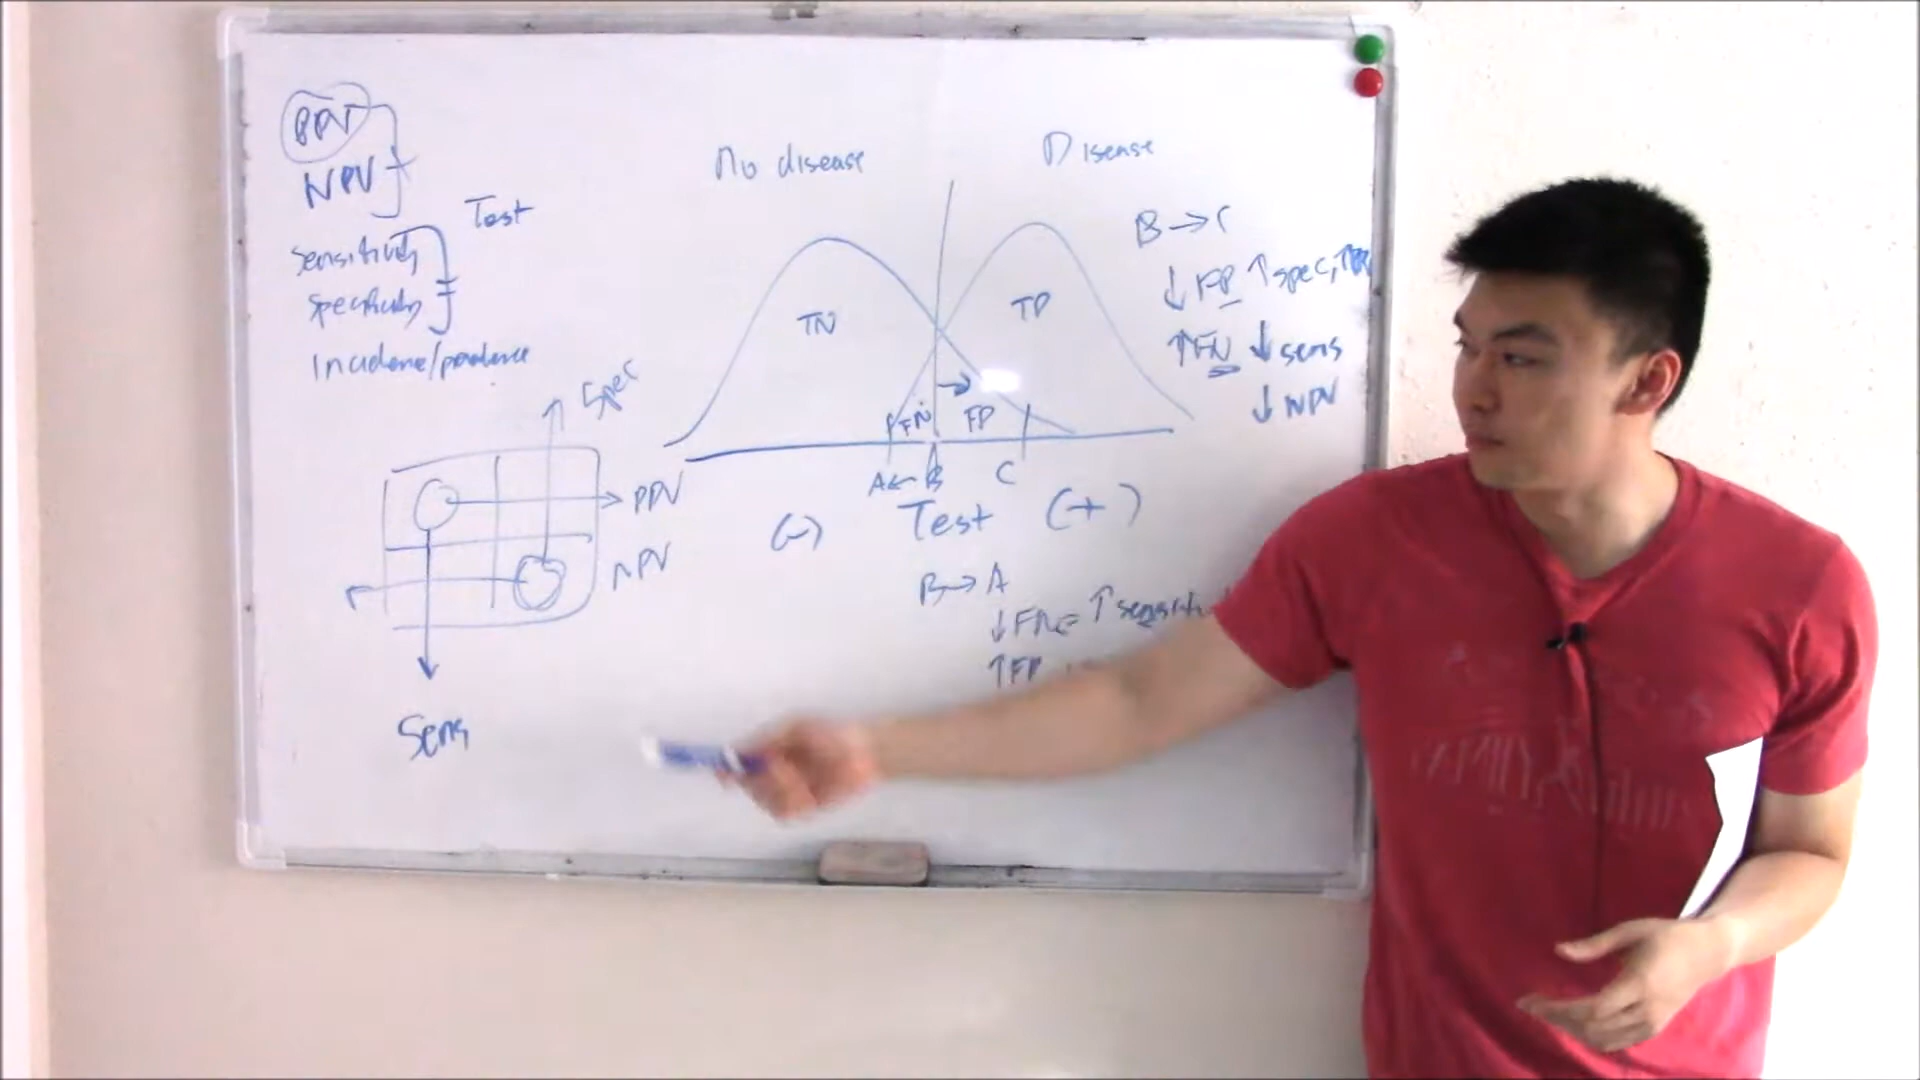 PPV
NPV
Test
Sensitivity
Specificity
Incidence/prevalence
Spec
PPV
NPV
Sens
No disease
Disease
TN
TP
FN
FP
A← B
C
(-)
Test
(+)
B→C
↓ FP ↑ spec,
↑FN ↓ sens
↓ NPV
B→A
↓FN
↑FP